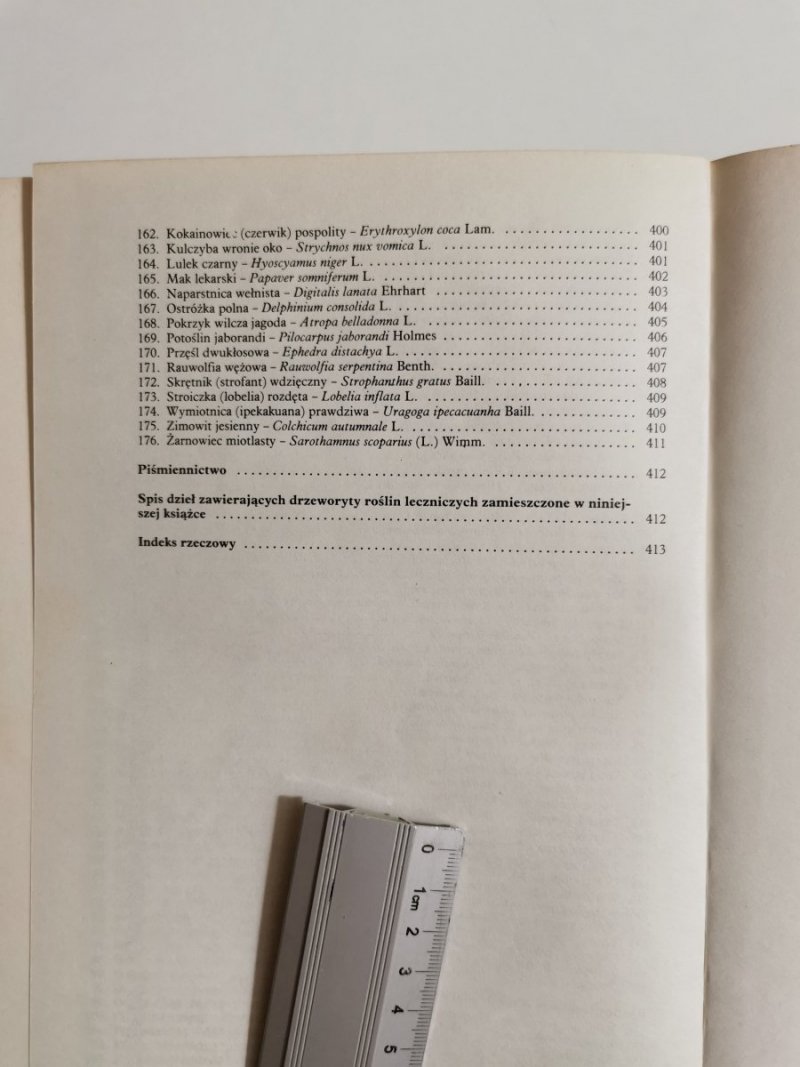 162. Kokainowiec (czerwik) pospolity – Erythroxylon coca Lam. . . . . . . . . . . . . . . . . . . 400
163. Kulczyba wronie oko – Strychnos nux vomica L. . . . . . . . . . . . . . . . . . . . . . . . . . . 401
164. Lulek czarny – Hyoscyamus niger L. . . . . . . . . . . . . . . . . . . . . . . . . . . . . . . . . . . . . 401
165. Mak lekarski – Papaver somniferum L. . . . . . . . . . . . . . . . . . . . . . . . . . . . . . . . . . . 402
166. Naparstnica wełnista – Digitalis lanata Ehrhart . . . . . . . . . . . . . . . . . . . . . . . . . . . . 403
167. Ostróżka polna – Delphinium consolida L. . . . . . . . . . . . . . . . . . . . . . . . . . . . . . . . . 404
168. Pokrzyk wilcza jagoda – Atropa belladonna L. . . . . . . . . . . . . . . . . . . . . . . . . . . . . . 405
169. Potoślin jaborandi – Pilocarpus jaborandi Holmes . . . . . . . . . . . . . . . . . . . . . . . . . . 406
170. Przęśl dwukłosowa – Ephedra distachya L. . . . . . . . . . . . . . . . . . . . . . . . . . . . . . . . 407
171. Rauwolfia wężowa – Rauwolfia serpentina Benth. . . . . . . . . . . . . . . . . . . . . . . . . . . 407
172. Skrętnik (strofant) wdzięczny – Strophanthus gratus Baill. . . . . . . . . . . . . . . . . . . . . 408
173. Stroiczka (lobelia) rozdęta – Lobelia inflata L. . . . . . . . . . . . . . . . . . . . . . . . . . . . . . 409
174. Wymiotnica (ipekakuana) prawdziwa – Uragoga ipecacuanha Baill. . . . . . . . . . . . . . . 409
175. Zimowit jesienny – Colchicum autumnale L. . . . . . . . . . . . . . . . . . . . . . . . . . . . . . . 410
176. Żarnowiec miotlasty – Sarothamnus scoparius (L.) Wimm. . . . . . . . . . . . . . . . . . . . . 411
Piśmiennictwo . . . . . . . . . . . . . . . . . . . . . . . . . . . . . . . . . . . . . . . . . . . . . . . . . . . . . 412
Spis dzieł zawierających drzeworyty roślin leczniczych zamieszczone w niniej-
szej książce . . . . . . . . . . . . . . . . . . . . . . . . . . . . . . . . . . . . . . . . . . . . . . . . . . . . . . . . 412
Indeks rzeczowy . . . . . . . . . . . . . . . . . . . . . . . . . . . . . . . . . . . . . . . . . . . . . . . . . . . . 413
0
1 cm
2
3
4
5